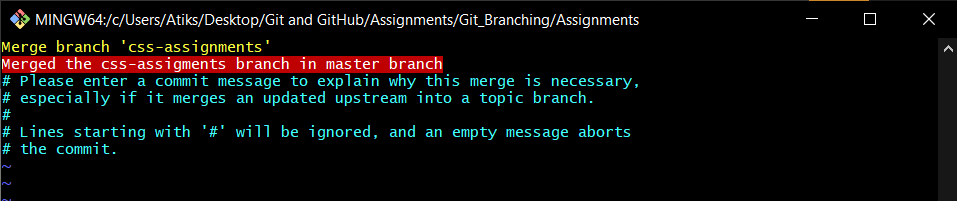 MINGW64:/c/Users/Atiks/Desktop/Git and GitHub/Assignments/Git_Branching/Assignments
Merge branch 'css-assignments'
Merged the css-assigments branch in master branch
# Please enter a commit message to explain why this merge is necessary,
# especially if it merges an updated upstream into a topic branch.
#
# Lines starting with '#' will be ignored, and an empty message aborts
# the commit.
~
~
~